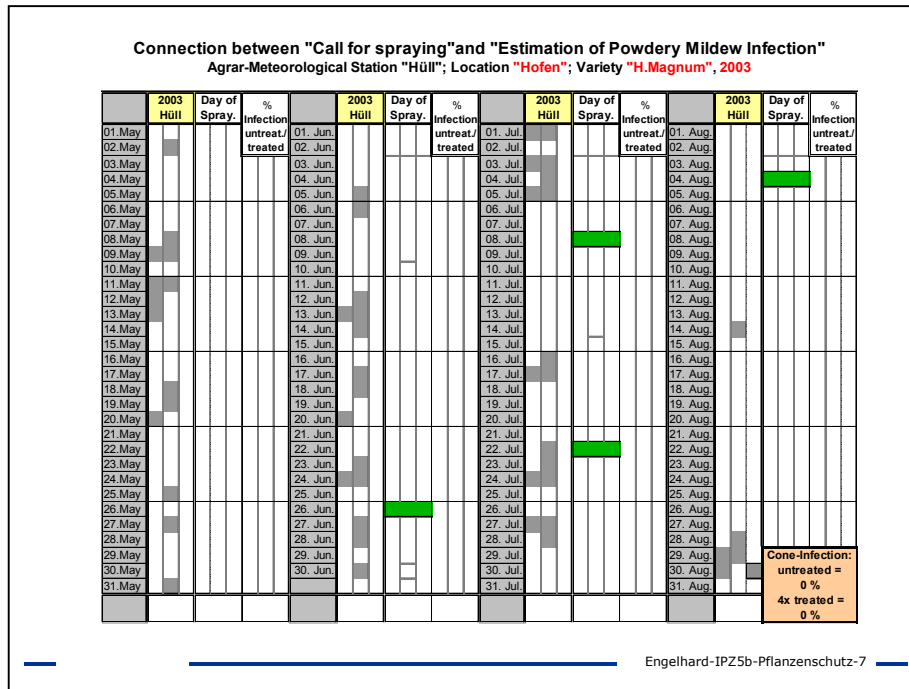 Connection between "Call for spraying"and "Estimation of Powdery Mildew Infection"
Agrar-Meteorological Station "Hüll"; Location "Hofen"; Variety "H.Magnum", 2003
2003 Hüll Day of Spray. % Infection untreat./ treated 2003 Hüll Day of Spray. % Infection untreat./ treated 2003 Hüll Day of Spray. % Infection untreat./ treated 2003 Hüll Day of Spray. % Infection untreat./ treated
01.May 01. Jun. 01. Jul. 01. Aug.
02.May 02. Jun. 02. Jul. 02. Aug.
03.May 03. Jun. 03. Jul. 03. Aug.
04.May 04. Jun. 04. Jul. 04. Aug.
05.May 05. Jun. 05. Jul. 05. Aug.
06.May 06. Jun. 06. Jul. 06. Aug.
07.May 07. Jun. 07. Jul. 07. Aug.
08.May 08. Jun. 08. Jul. 08. Aug.
09.May 09. Jun. 09. Jul. 09. Aug.
10.May 10. Jun. 10. Jul. 10. Aug.
11.May 11. Jun. 11. Jul. 11. Aug.
12.May 12. Jun. 12. Jul. 12. Aug.
13.May 13. Jun. 13. Jul. 13. Aug.
14.May 14. Jun. 14. Jul. 14. Aug.
15.May 15. Jun. 15. Jul. 15. Aug.
16.May 16. Jun. 16. Jul. 16. Aug.
17.May 17. Jun. 17. Jul. 17. Aug.
18.May 18. Jun. 18. Jul. 18. Aug.
19.May 19. Jun. 19. Jul. 19. Aug.
20.May 20. Jun. 20. Jul. 20. Aug.
21.May 21. Jun. 21. Jul. 21. Aug.
22.May 22. Jun. 22. Jul. 22. Aug.
23.May 23. Jun. 23. Jul. 23. Aug.
24.May 24. Jun. 24. Jul. 24. Aug.
25.May 25. Jun. 25. Jul. 25. Aug.
26.May 26. Jun. 26. Jul. 26. Aug.
27.May 27. Jun. 27. Jul. 27. Aug.
28.May 28. Jun. 28. Jul. 28. Aug.
29.May 29. Jun. 29. Jul. 29. Aug.
30.May 30. Jun. 30. Jul. 30. Aug.
31.May 31. Jul. 31. Aug.
Cone-Infection:
untreated =
0 %
4x treated =
0 %
Engelhard-IPZ5b-Pflanzenschutz-7